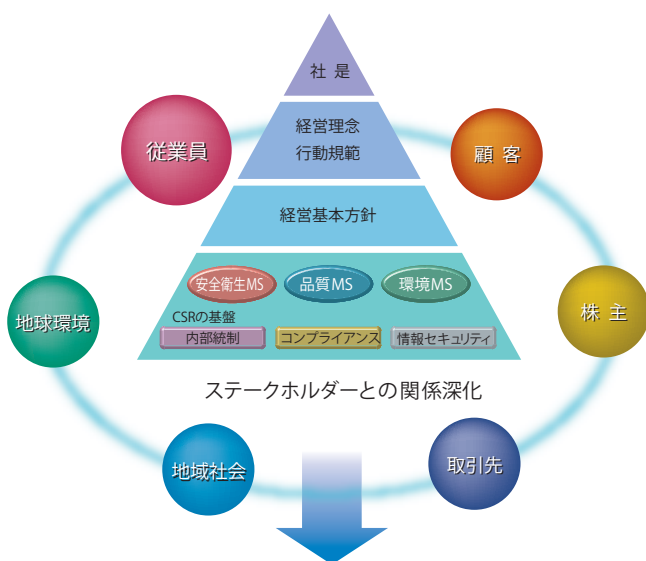 社是
経営理念
行動規範
従業員
顧客
経営基本方針
安全衛生MS
品質MS
環境MS
CSRの基盤
内部統制
コンプライアンス
情報セキュリティ
地球環境
株主
ステークホルダーとの関係深化
地域社会
取引先